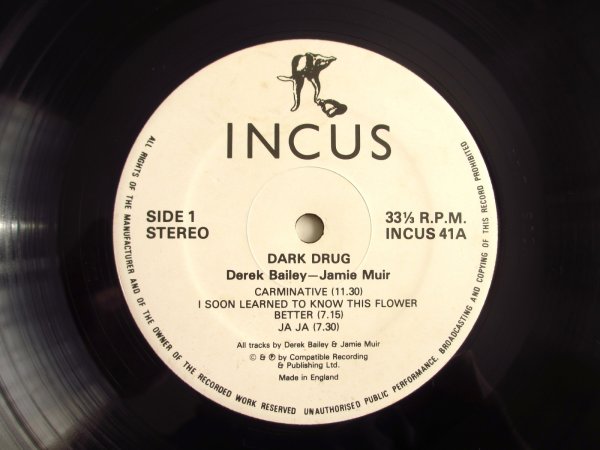 INCUS
SIDE 1
STEREO
33⅓ R.P.M.
INCUS 41A
DARK DRUG
Derek Bailey—Jamie Muir
CARMINATIVE (11.30)
I SOON LEARNED TO KNOW THIS FLOWER
BETTER (7.15)
JA JA (7.30)
All tracks by Derek Bailey & Jamie Muir
© & ℗ by Compatible Recording
& Publishing Ltd.
Made in England
ALL RIGHTS OF THE MANUFACTURER AND OF THE OWNER OF THE RECORDED WORK RESERVED UNAUTHORISED PUBLIC PERFORMANCE, BROADCASTING AND COPYING OF THIS RECORD PROHIBITED